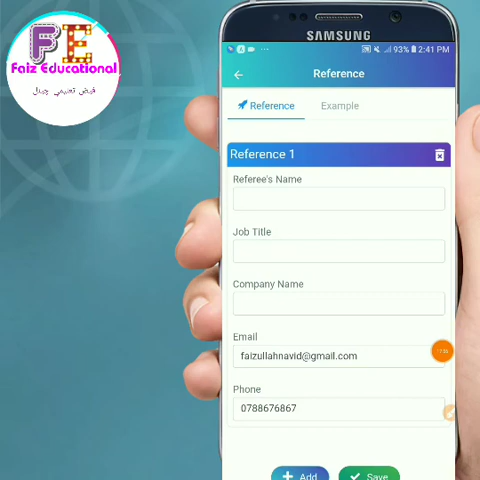 FE
Faiz Educational
فیض تعلیمي چینل
SAMSUNG
93% 2:41 PM
Reference
Reference
Example
Reference 1
Referee's Name
Job Title
Company Name
Email
faizullahnavid@gmail.com
Phone
0788676867
Add
Save